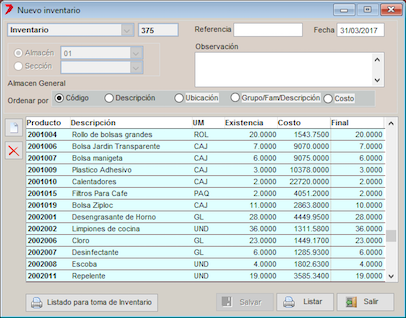 Nuevo inventario
Inventario 375 Referencia Fecha 31/03/2017
Almacén 01 Observación
Sección
Almacen General
Ordenar por Código Descripción Ubicación Grupo/Fam/Descripción Costo
Producto Descripción UM Existencia Costo Final
2001004 Rollo de bolsas grandes ROL 20.0000 1543.7500 20.0000
2001006 Bolsa Jardin Transparente CAJ 7.0000 9070.0000 7.0000
2001007 Bolsa manigeta CAJ 6.0000 9075.0000 6.0000
2001009 Plastico Adhesivo CAJ 3.0000 10378.0000 3.0000
2001010 Calentadores CAJ 2.0000 22720.0000 2.0000
2001015 Filtros Para Cafe PAQ 2.0000 4051.2000 2.0000
2001019 Bolsa Ziploc CAJ 11.0000 2863.8000 10.0000
2002001 Desengrasante de Horno GL 28.0000 4449.9500 28.0000
2002002 Limpiones de cocina UND 36.0000 1311.5800 36.0000
2002006 Cloro GL 23.0000 1449.1700 23.0000
2002007 Desinfectante GL 6.0000 1285.9300 6.0000
2002008 Escoba UND 4.0000 1802.6300 4.0000
2002011 Repelente UND 19.0000 3585.3400 19.0000
Listado para toma de Inventario Salvar Listar Salir